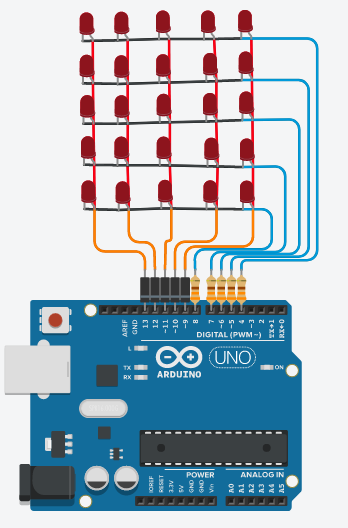 AREF
GND
13
12
~11
~10
~9
8
7
~6
~5
4
~3
2
TX→1
RX←0
DIGITAL (PWM~)
L
TX
RX
UNO
ARDUINO
ON
POWER
ANALOG IN
IOREF
RESET
3.3V
5V
GND
GND
Vin
A0
A1
A2
A3
A4
A5